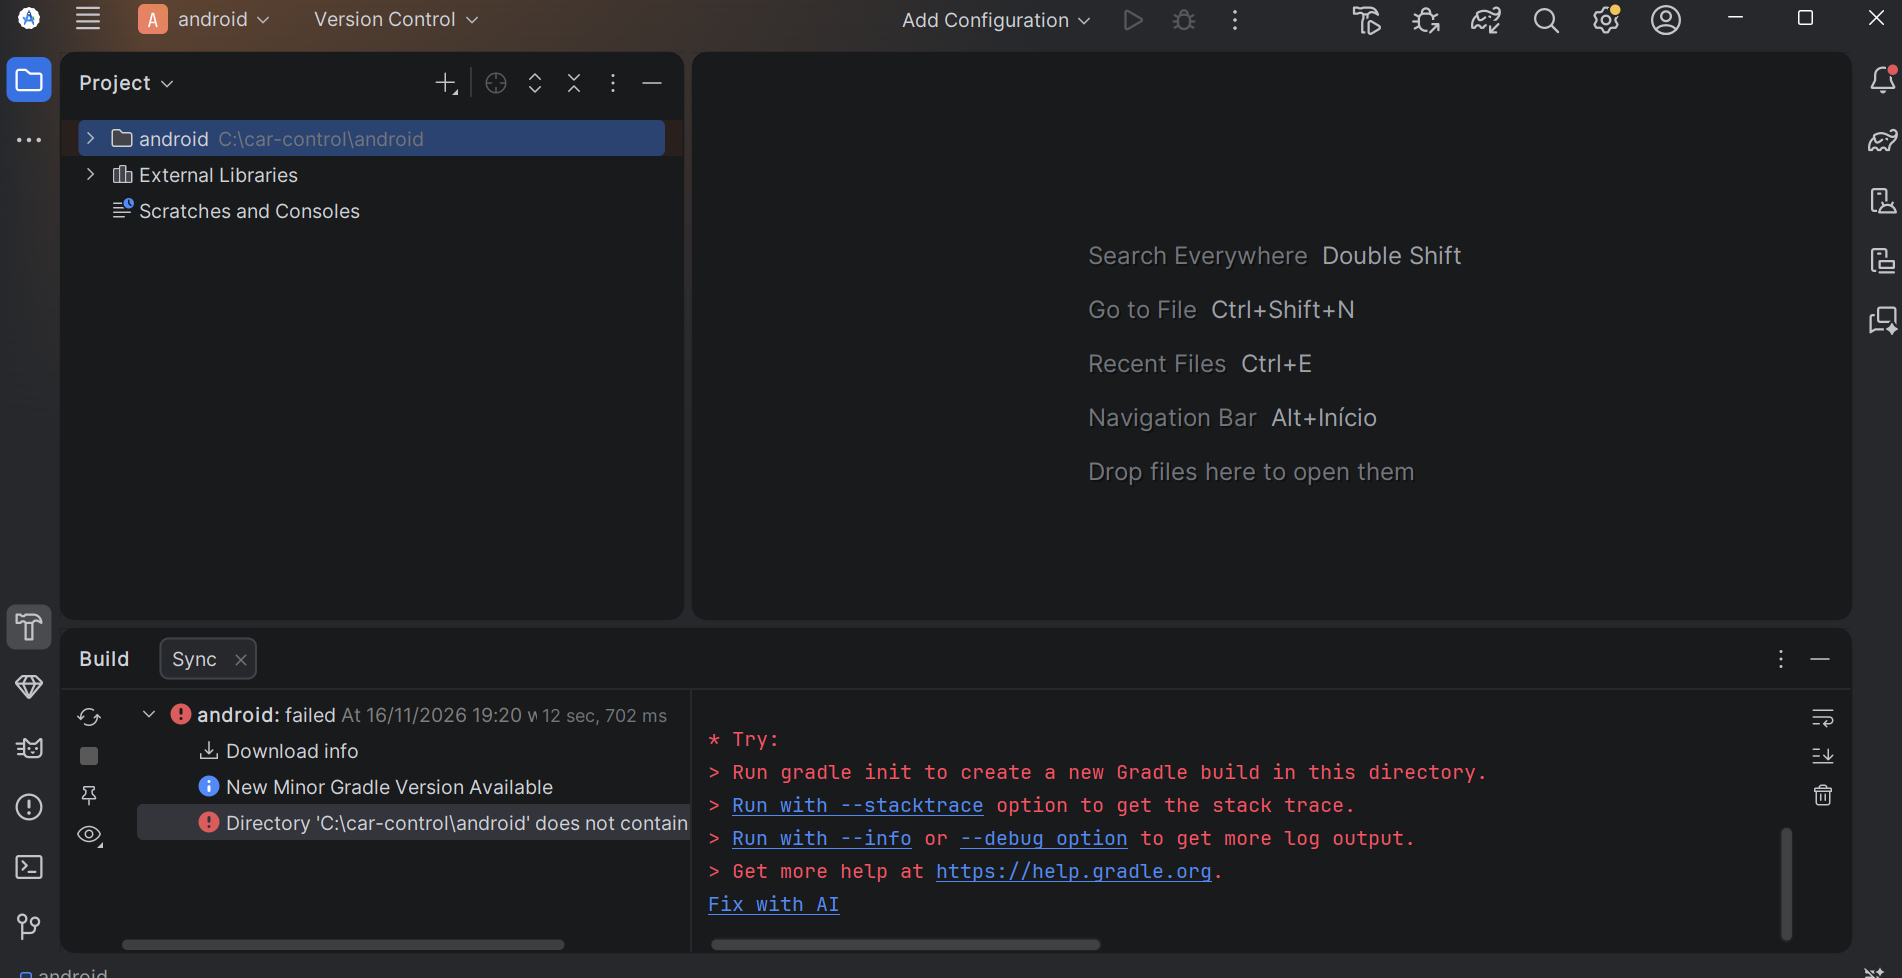 A android Version Control Add Configuration
Project
android C:\car-control\android
External Libraries
Scratches and Consoles
Search Everywhere Double Shift
Go to File Ctrl+Shift+N
Recent Files Ctrl+E
Navigation Bar Alt+Início
Drop files here to open them
Build Sync
android: failed At 16/11/2026 19:20 w 12 sec, 702 ms
Download info
New Minor Gradle Version Available
Directory 'C:\car-control\android' does not contain
* Try:
> Run gradle init to create a new Gradle build in this directory.
> Run with --stacktrace option to get the stack trace.
> Run with --info or --debug option to get more log output.
> Get more help at https://help.gradle.org.
Fix with AI
android